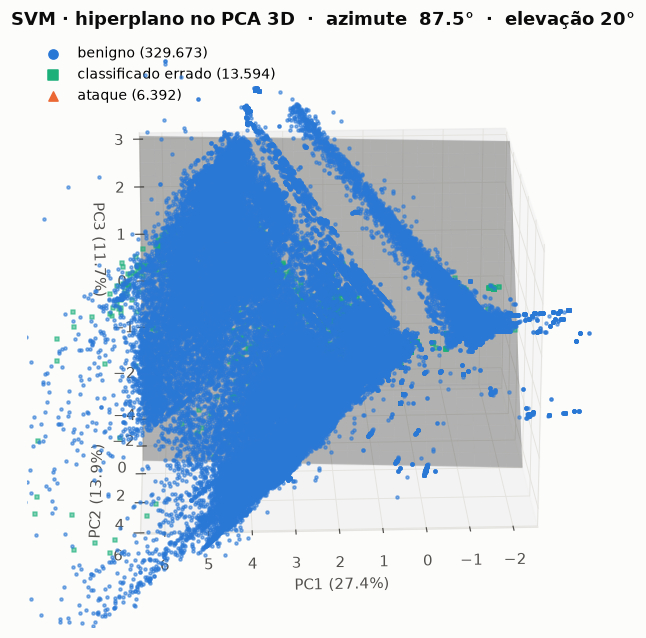 SVM · hiperplano no PCA 3D · azimute 87.5° · elevação 20°
benigno (329.673)
classificado errado (13.594)
ataque (6.392)
3
2
1
0
−1
−2
−4
PC3 (11.7%)
−2
0
2
4
6
PC2 (13.9%)
6 5 4 3 2 1 0 −1 −2
PC1 (27.4%)